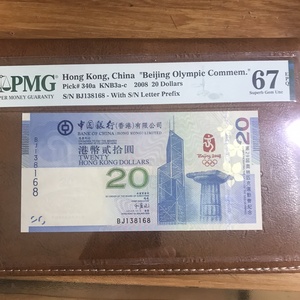 PMG
PAPER MONEY GUARANTY
Hong Kong, China "Beijing Olympic Commem."
Pick# 340a KNB3a-c 2008 20 Dollars
S/N BJ138168 - With S/N Letter Prefix
67 EPQ
Superb Gem Unc
中國銀行(香港)有限公司
BANK OF CHINA (HONG KONG) LIMITED
港幣貳拾圓
TWENTY
HONG KONG DOLLARS
20
20
Beijing 2008
BJ138168
BJ138168